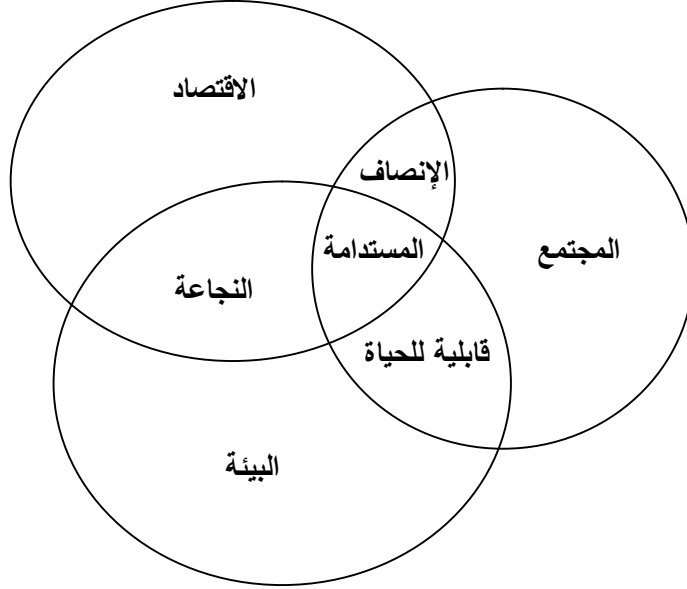 الاقتصاد
الإنصاف
المستدامة
المجتمع
النجاعة
قابلية للحياة
البيئة